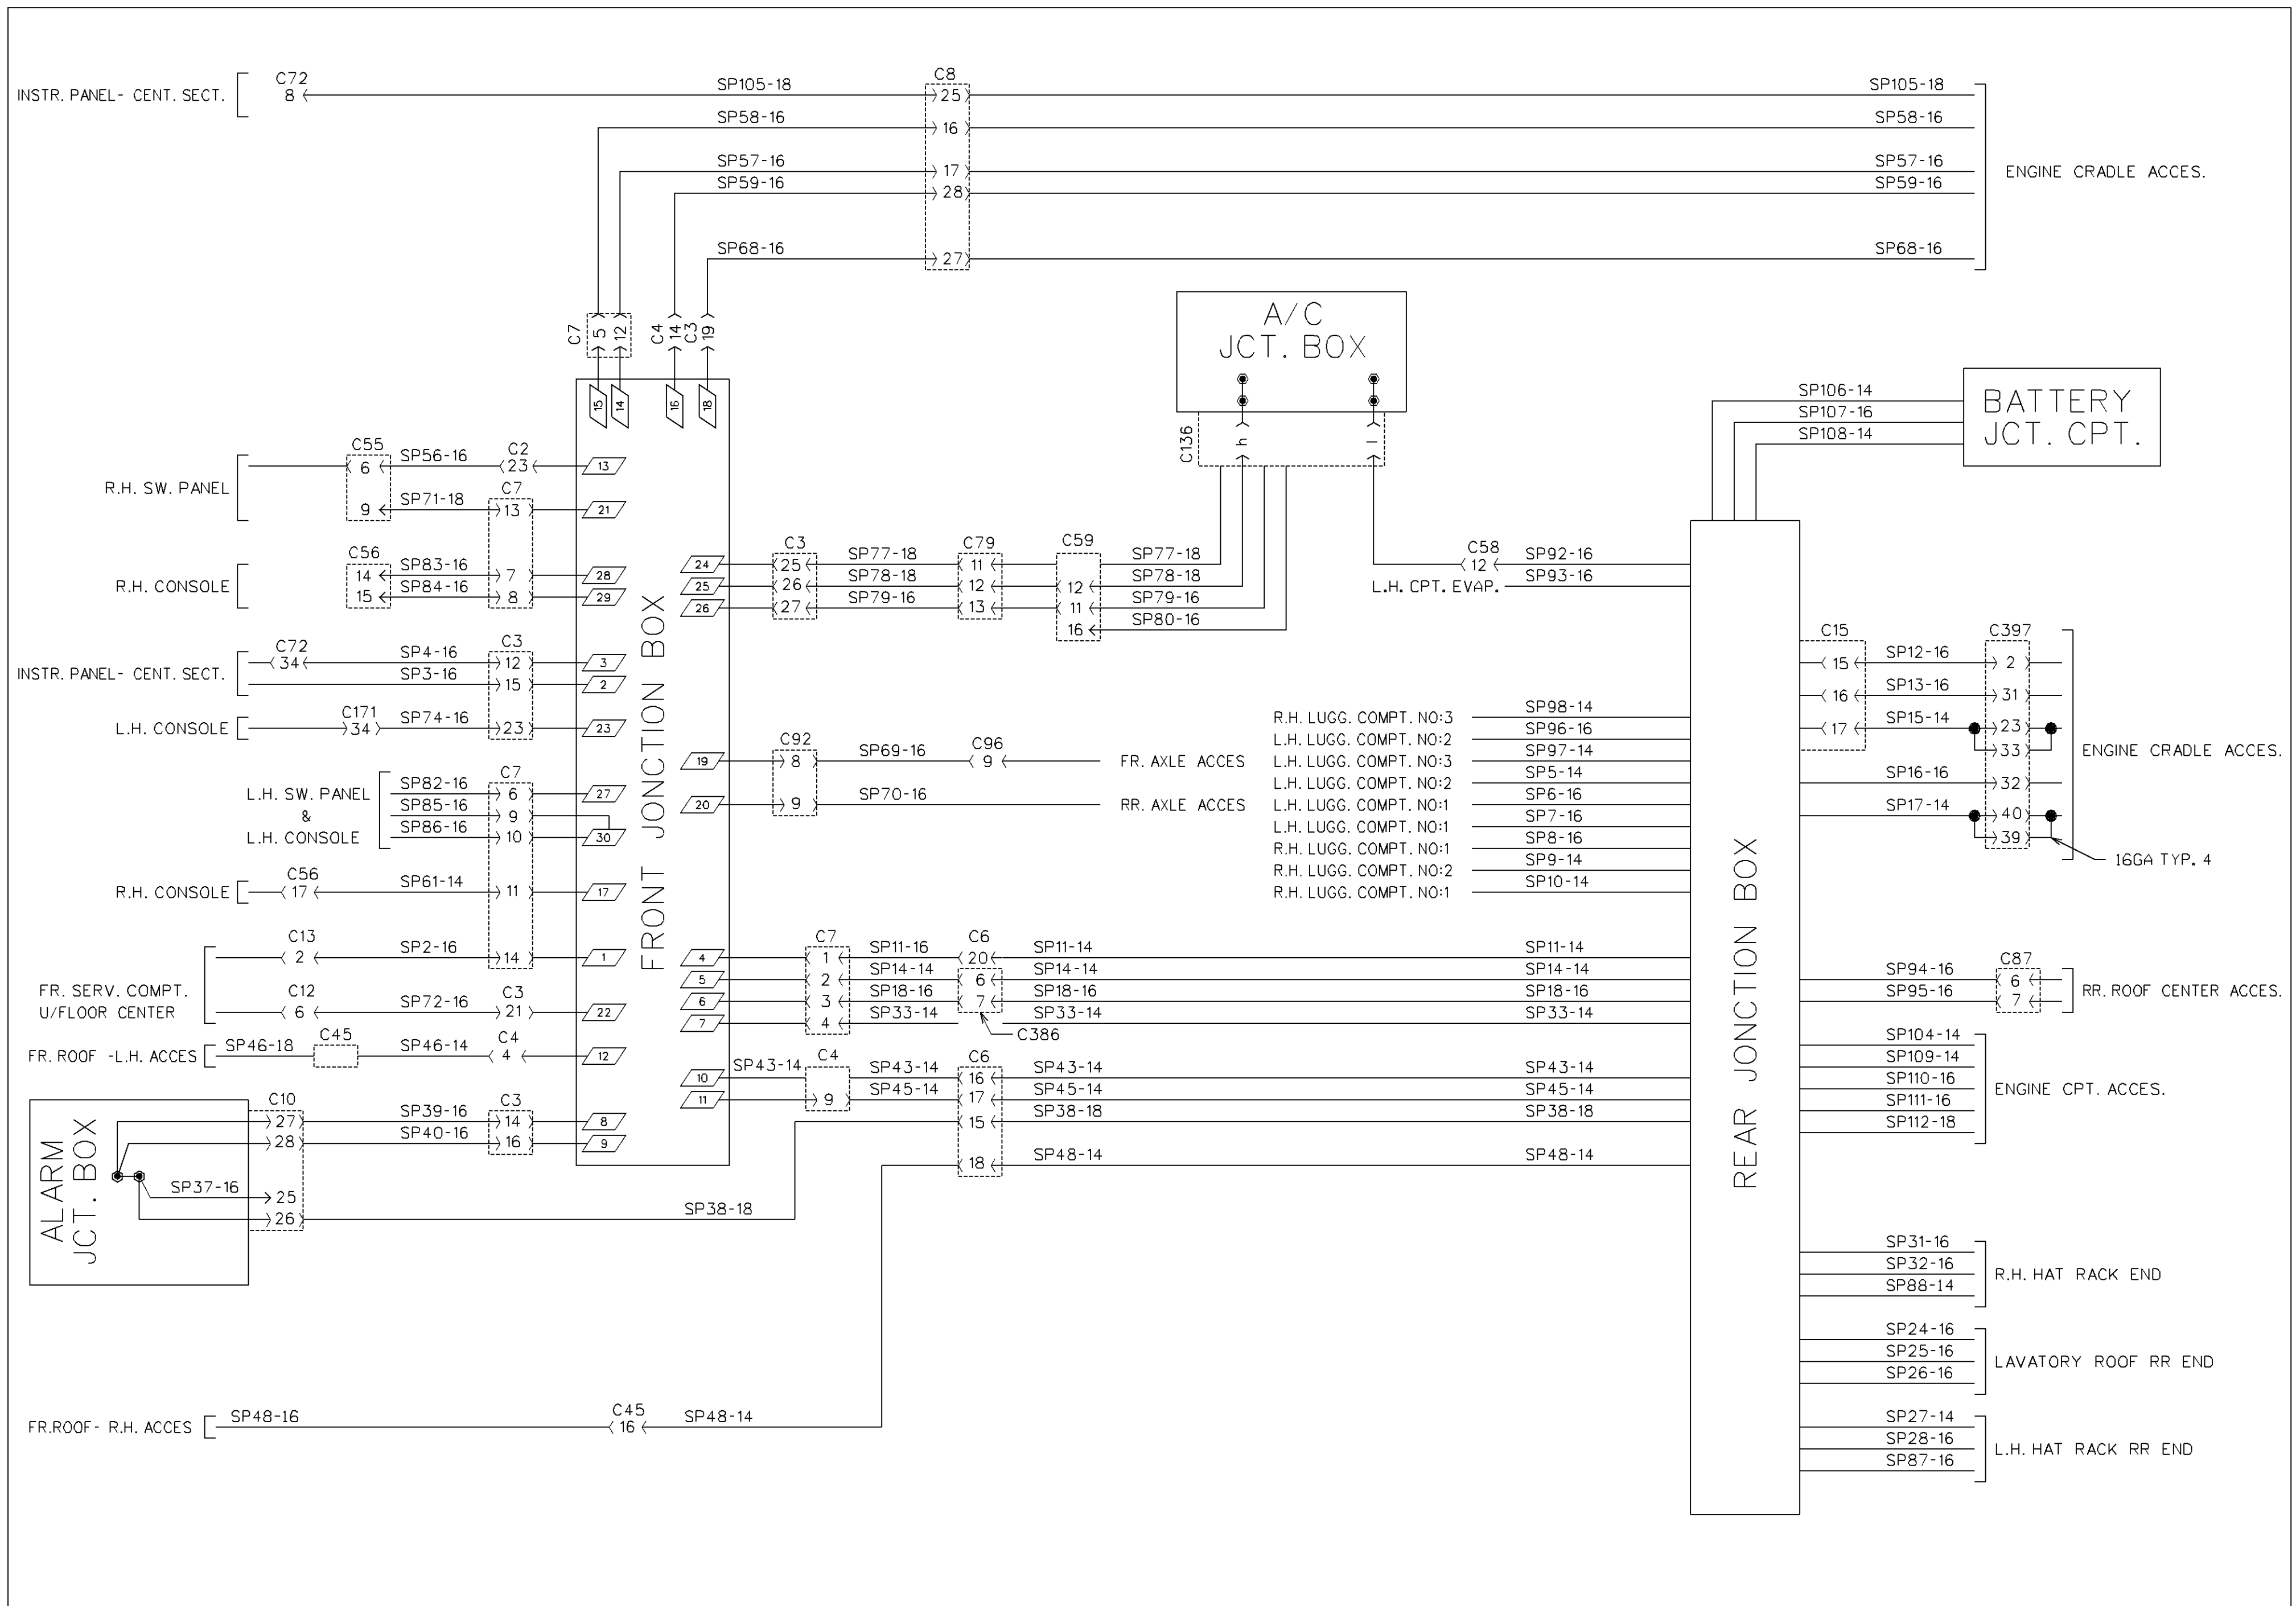 C72
INSTR. PANEL- CENT. SECT. 8 SP105-18 C8 25 SP105-18
SP58-16 16 SP58-16
SP57-16 17 SP57-16 ENGINE CRADLE ACCES.
SP59-16 28 SP59-16
SP68-16 27 SP68-16
C7 5 12 C4 14 C3 19
15 14 16 18
A/C
JCT. BOX
C136 h l
SP106-14
SP107-16
SP108-14
BATTERY
JCT. CPT.
R.H. SW. PANEL
C55 6 SP56-16 C2 23 13
9 SP71-18 C7 13 21
R.H. CONSOLE
C56 14 SP83-16 7 28
15 SP84-16 8 29
INSTR. PANEL- CENT. SECT.
C72 34 SP4-16 C3 12 3
SP3-16 15 2
L.H. CONSOLE C171 34 SP74-16 23 23
L.H. SW. PANEL
&
L.H. CONSOLE
C7
SP82-16 6 27
SP85-16 9
SP86-16 10 30
R.H. CONSOLE C56 17 SP61-14 11 17
FR. SERV. COMPT.
U/FLOOR CENTER
C13 2 SP2-16 14 1
C12 6 SP72-16 C3 21 22
FR. ROOF -L.H. ACCES SP46-18 C45 SP46-14 C4 4 12
ALARM
JCT. BOX
C10 27 SP39-16 C3 14 8
28 SP40-16 16 9
SP37-16 25
26 SP38-18
FR.ROOF- R.H. ACCES SP48-16 C45 16 SP48-14
FRONT JONCTION BOX
24 C3 25 SP77-18 C79 11 C59 SP77-18
25 26 SP78-18 12 12 SP78-18
26 27 SP79-16 13 11 SP79-16
16 SP80-16
C58 12 SP92-16
L.H. CPT. EVAP. SP93-16
19 C92 8 SP69-16 C96 9 FR. AXLE ACCES
20 9 SP70-16 RR. AXLE ACCES
R.H. LUGG. COMPT. NO:3 SP98-14
L.H. LUGG. COMPT. NO:2 SP96-16
L.H. LUGG. COMPT. NO:3 SP97-14
L.H. LUGG. COMPT. NO:2 SP5-14
L.H. LUGG. COMPT. NO:1 SP6-16
L.H. LUGG. COMPT. NO:1 SP7-16
R.H. LUGG. COMPT. NO:1 SP8-16
R.H. LUGG. COMPT. NO:2 SP9-14
R.H. LUGG. COMPT. NO:1 SP10-14
4 C7 1 SP11-16 C6 20 SP11-14 SP11-14
5 2 SP14-14 6 SP14-14 SP14-14
6 3 SP18-16 7 SP18-16 SP18-16
7 4 SP33-14 SP33-14 SP33-14
C386
10 SP43-14 C4 SP43-14 C6 16 SP43-14 SP43-14
11 9 SP45-14 17 SP45-14 SP45-14
15 SP38-18 SP38-18
18 SP48-14 SP48-14
REAR JONCTION BOX
C15 C397
15 SP12-16 2
16 SP13-16 31
17 SP15-14 23
33
SP16-16 32
SP17-14 40
39
ENGINE CRADLE ACCES.
16GA TYP. 4
C87
SP94-16 6
SP95-16 7
RR. ROOF CENTER ACCES.
SP104-14
SP109-14
SP110-16
SP111-16
SP112-18
ENGINE CPT. ACCES.
SP31-16
SP32-16
SP88-14
R.H. HAT RACK END
SP24-16
SP25-16
SP26-16
LAVATORY ROOF RR END
SP27-14
SP28-16
SP87-16
L.H. HAT RACK RR END